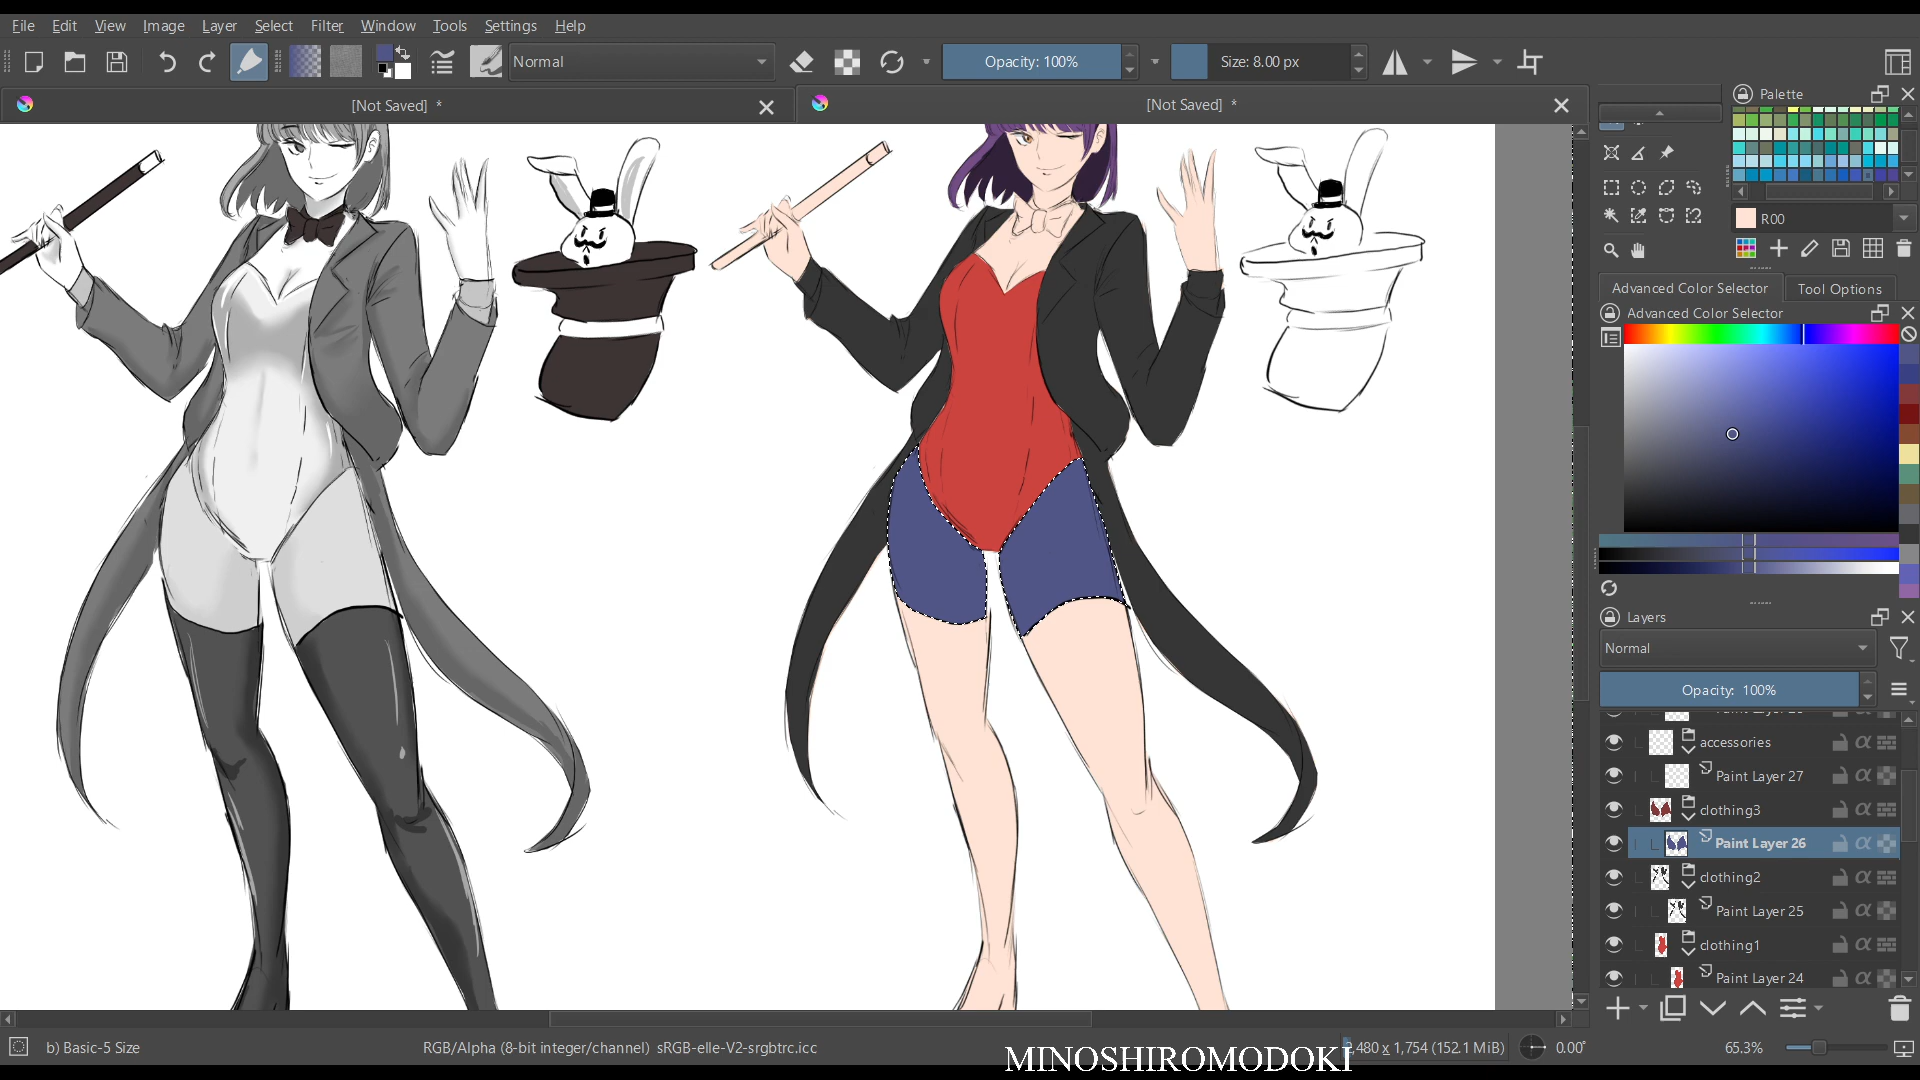 File Edit View Image Layer Select Filter Window Tools Settings Help
Normal Opacity: 100% Size: 8.00 px
[Not Saved] * [Not Saved] *
Palette
R00
Advanced Color Selector Tool Options
Advanced Color Selector
Layers
Normal
Opacity: 100%
accessories
Paint Layer 27
clothing3
Paint Layer 26
clothing2
Paint Layer 25
clothing1
Paint Layer 24
b) Basic-5 Size RGB/Alpha (8-bit integer/channel) sRGB-elle-V2-srgbtrc.icc 2,480 x 1,754 (152.1 MiB) 0.00° 65.3%
MINOSHIROMODOKI